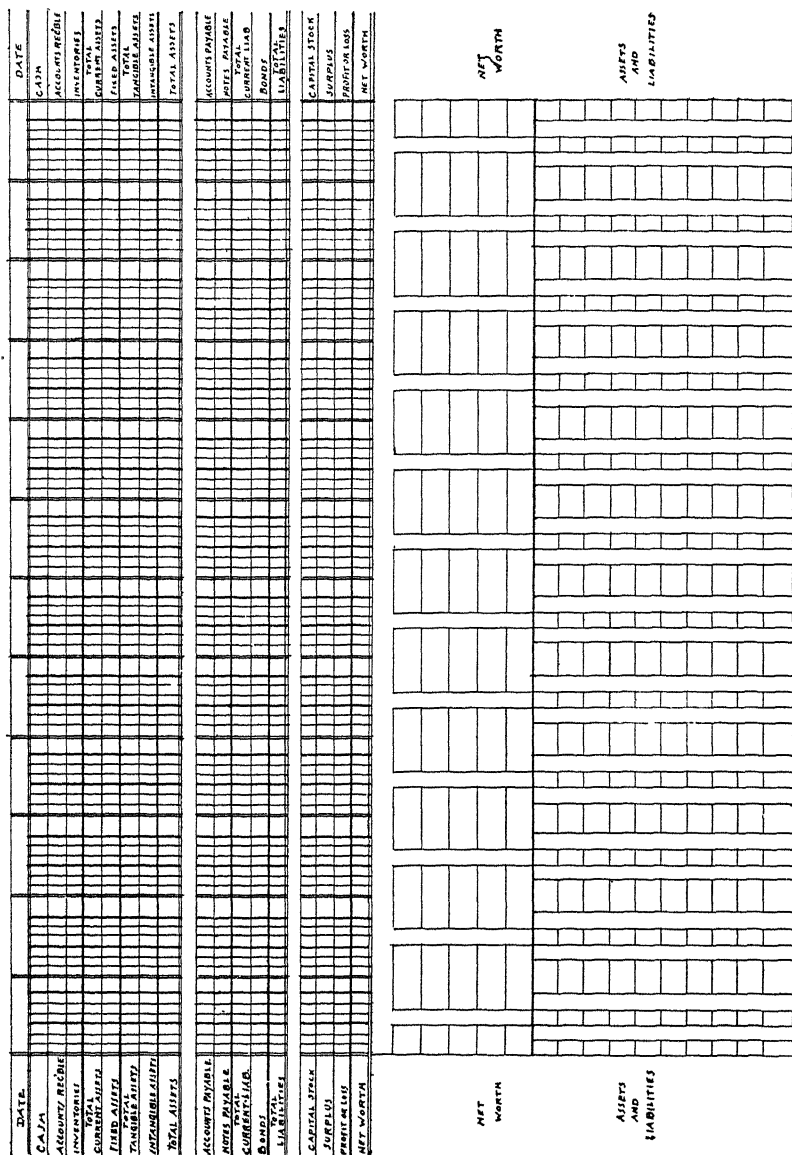 DATE
CASH
ACCOUNTS REC'BLE
INVENTORIES
TOTAL
CURRENT ASSETS
FIXED ASSETS
TOTAL
TANGIBLE ASSETS
INTANGIBLE ASSETS
TOTAL ASSETS
ACCOUNTS PAYABLE
NOTES PAYABLE
TOTAL
CURRENT LIAB
BONDS
TOTAL
LIABILITIES
CAPITAL STOCK
SURPLUS
PROFIT OR LOSS
NET WORTH
NET
WORTH
ASSETS
AND
LIABILITIES
DATE
CASH
ACCOUNTS REC'BLE
INVENTORIES
TOTAL
CURRENT ASSETS
FIXED ASSETS
TOTAL
TANGIBLE ASSETS
INTANGIBLE ASSETS
TOTAL ASSETS
ACCOUNTS PAYABLE
NOTES PAYABLE
TOTAL
CURRENT LIAB.
BONDS
TOTAL
LIABILITIES
CAPITAL STOCK
SURPLUS
PROFIT OR LOSS
NET WORTH
NET
WORTH
ASSETS
AND
LIABILITIES